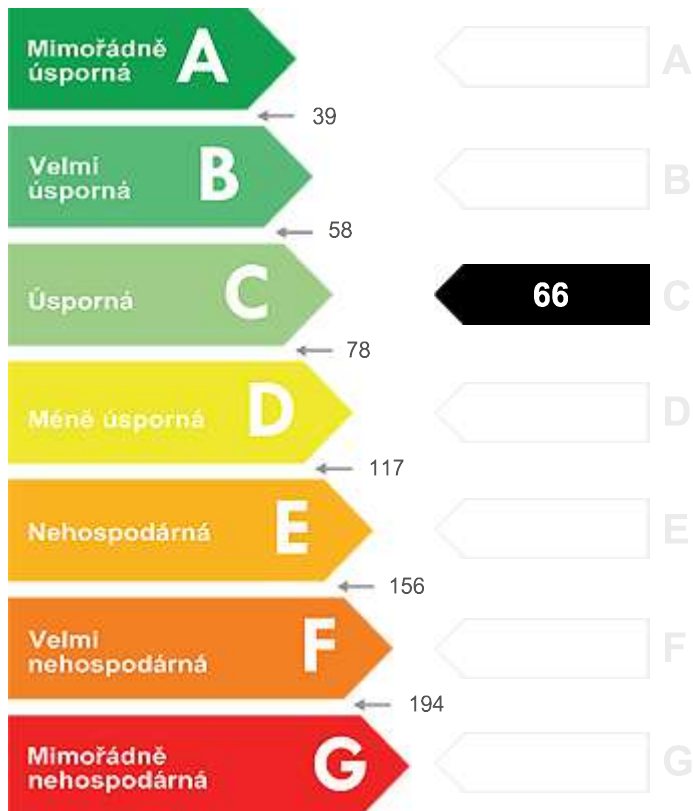 Mimořádně
úsporná
A
A
39
Velmi
úsporná
B
B
58
Úsporná
C
66
C
78
Méně úsporná
D
D
117
Nehospodárná
E
E
156
Velmi
nehospodárná
F
F
194
Mimořádně
nehospodárná
G
G